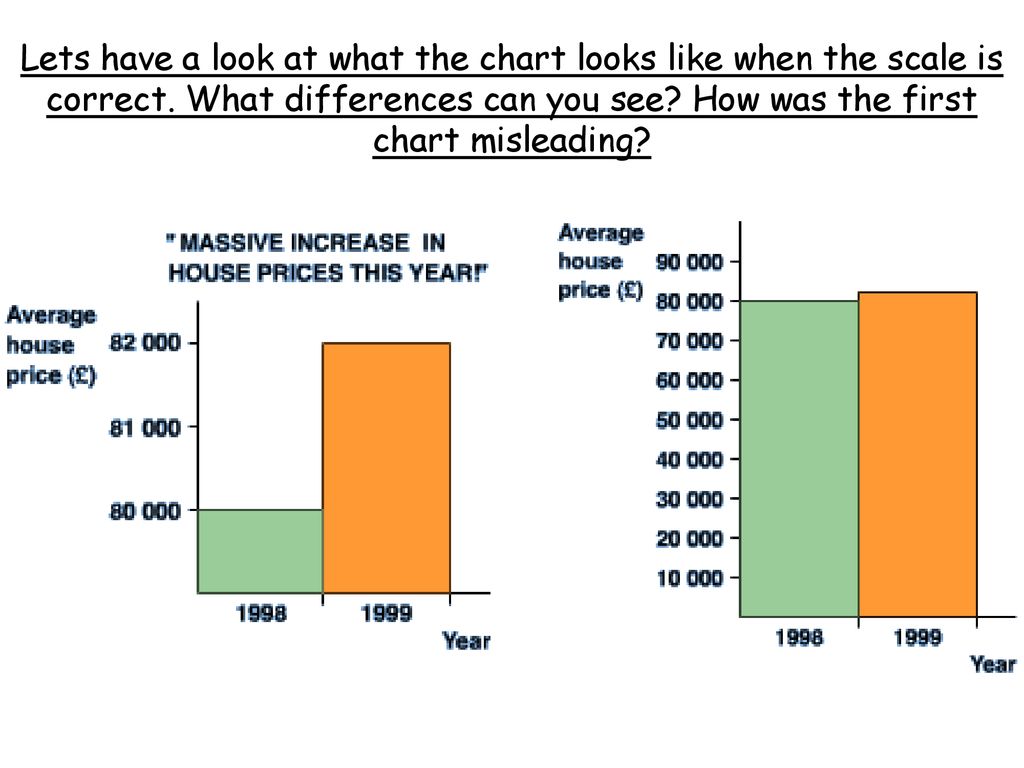 Lets have a look at what the chart looks like when the scale is
correct. What differences can you see? How was the first
chart misleading?
" MASSIVE INCREASE IN
HOUSE PRICES THIS YEAR!"
Average
house
price (£)
82 000
81 000
80 000
1998
1999
Year
Average
house
price (£)
90 000
80 000
70 000
60 000
50 000
40 000
30 000
20 000
10 000
1998
1999
Year